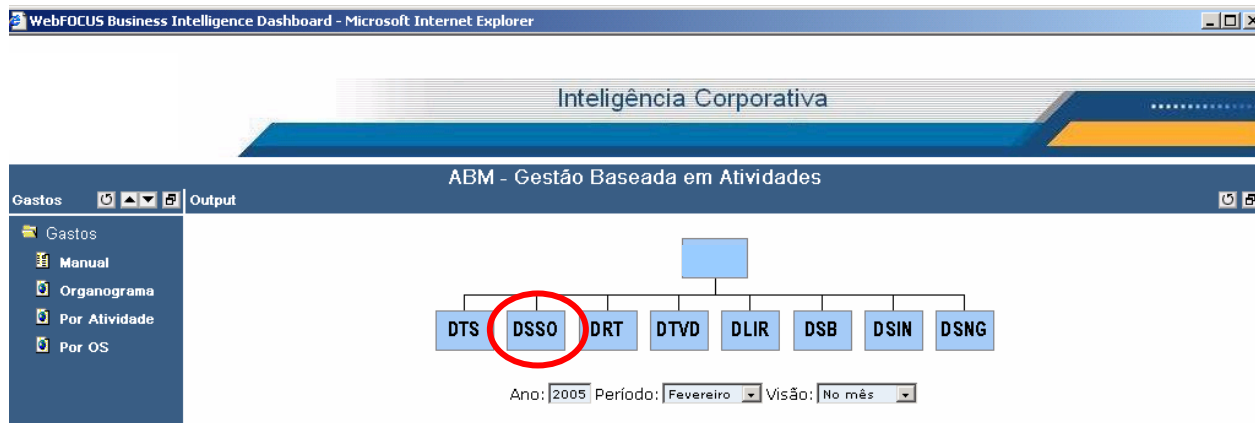 WebFOCUS Business Intelligence Dashboard - Microsoft Internet Explorer
Inteligência Corporativa
ABM - Gestão Baseada em Atividades
Gastos Output
Gastos
Manual
Organograma
Por Atividade
Por OS
DTS DSSO DRT DTVD DLIR DSB DSIN DSNG
Ano: 2005 Período: Fevereiro Visão: No mês